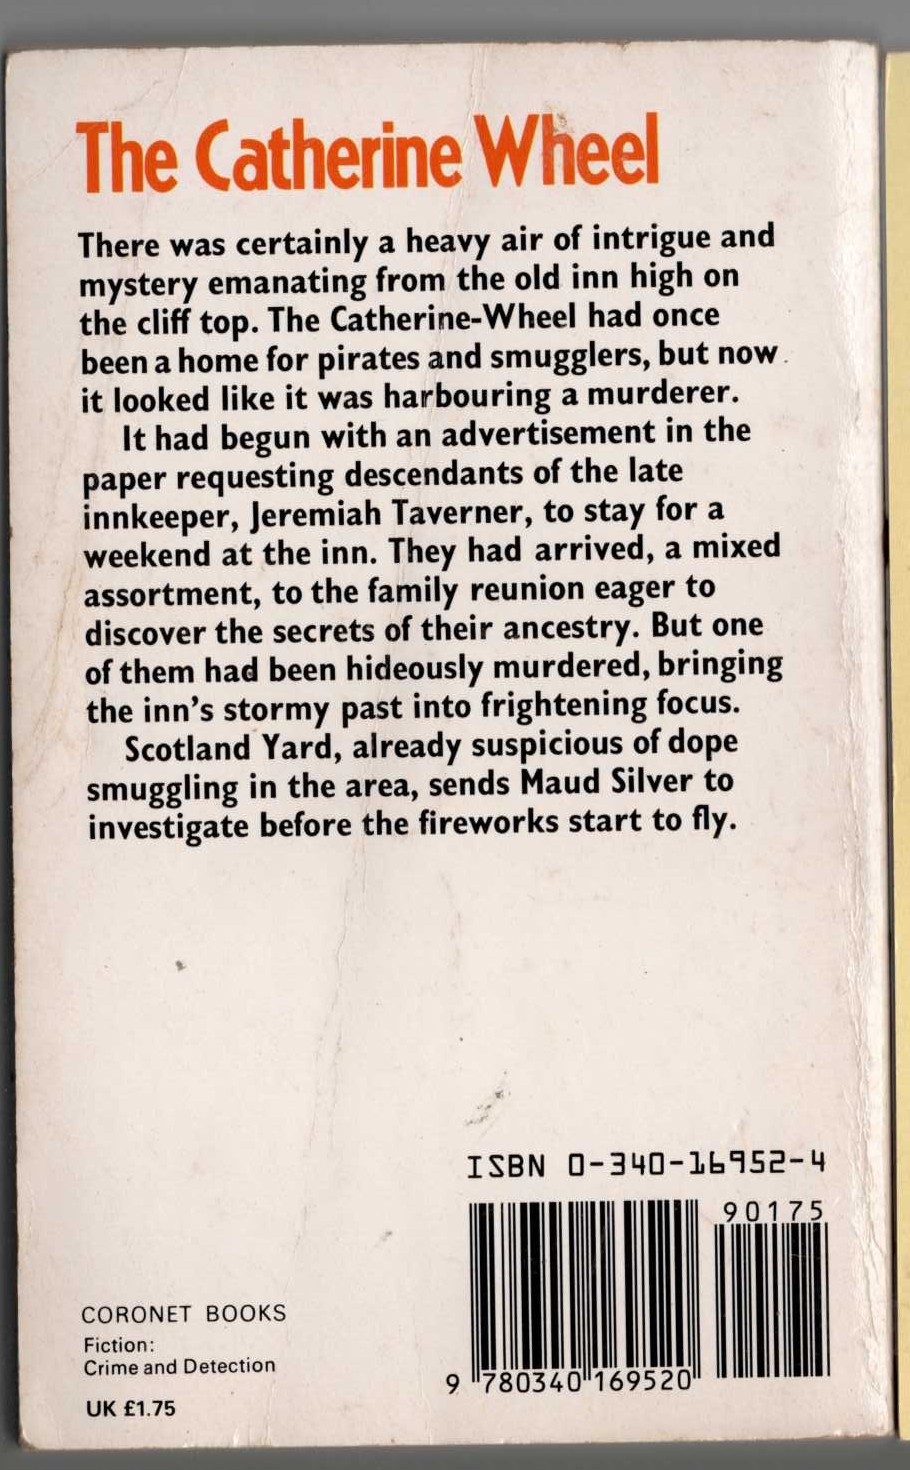 The Catherine Wheel
There was certainly a heavy air of intrigue and
mystery emanating from the old inn high on
the cliff top. The Catherine-Wheel had once
been a home for pirates and smugglers, but now
it looked like it was harbouring a murderer.
It had begun with an advertisement in the
paper requesting descendants of the late
innkeeper, Jeremiah Taverner, to stay for a
weekend at the inn. They had arrived, a mixed
assortment, to the family reunion eager to
discover the secrets of their ancestry. But one
of them had been hideously murdered, bringing
the inn's stormy past into frightening focus.
Scotland Yard, already suspicious of dope
smuggling in the area, sends Maud Silver to
investigate before the fireworks start to fly.
ISBN 0-340-16952-4
90175
9 780340 169520
CORONET BOOKS
Fiction:
Crime and Detection
UK £1.75